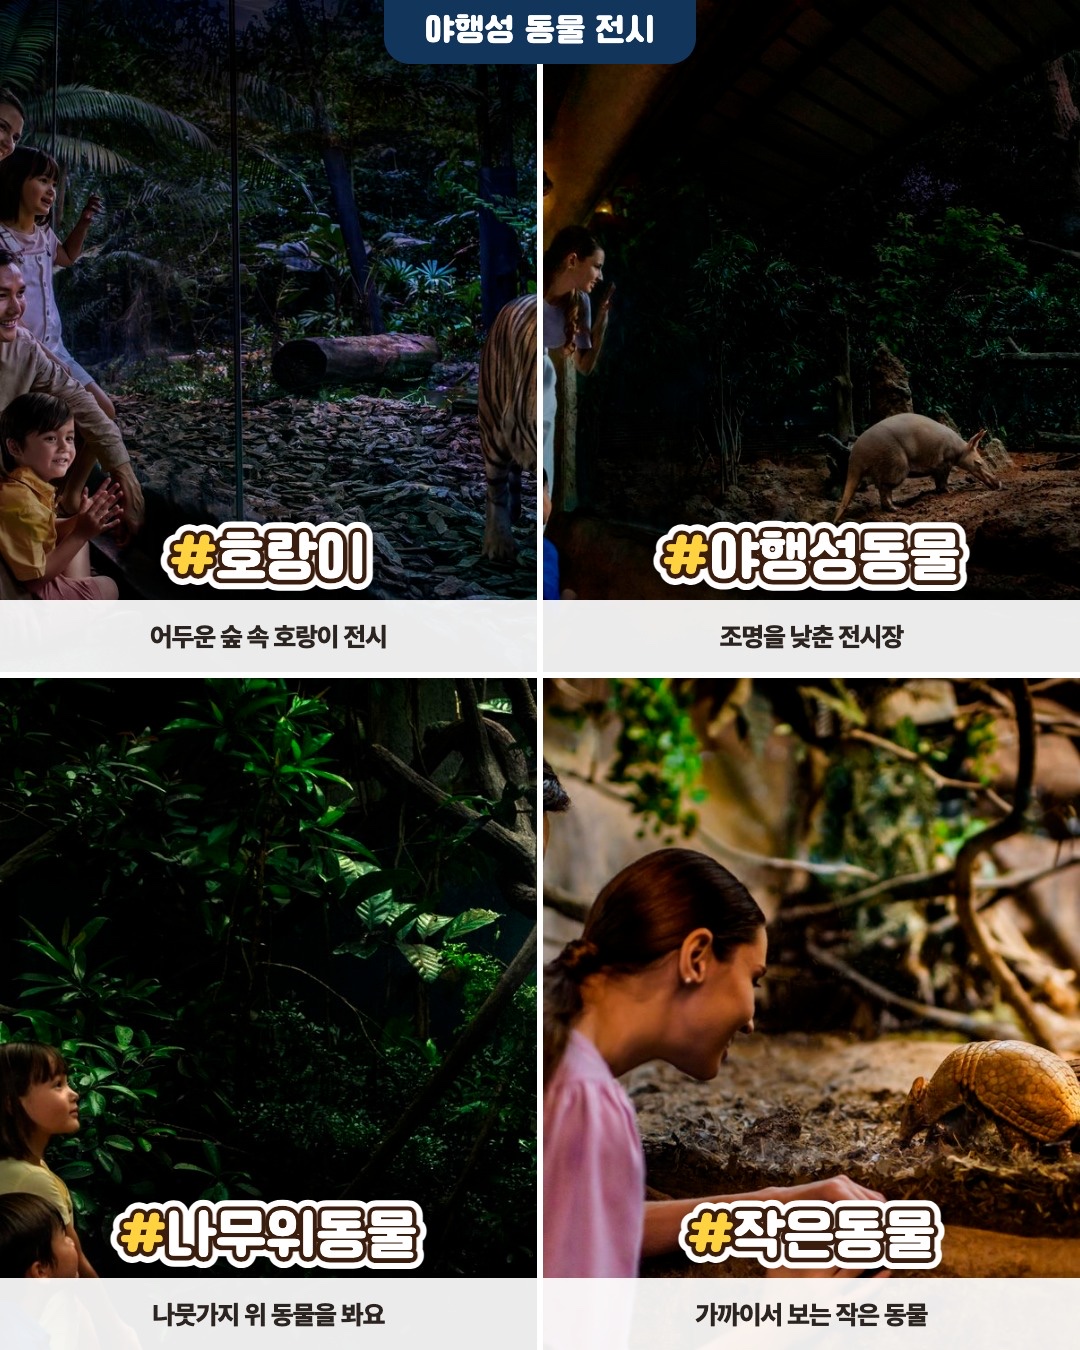 야행성 동물 전시
#호랑이
어두운 숲 속 호랑이 전시
#야행성동물
조명을 낮춘 전시장
#나무위동물
나뭇가지 위 동물을 봐요
#작은동물
가까이서 보는 작은 동물